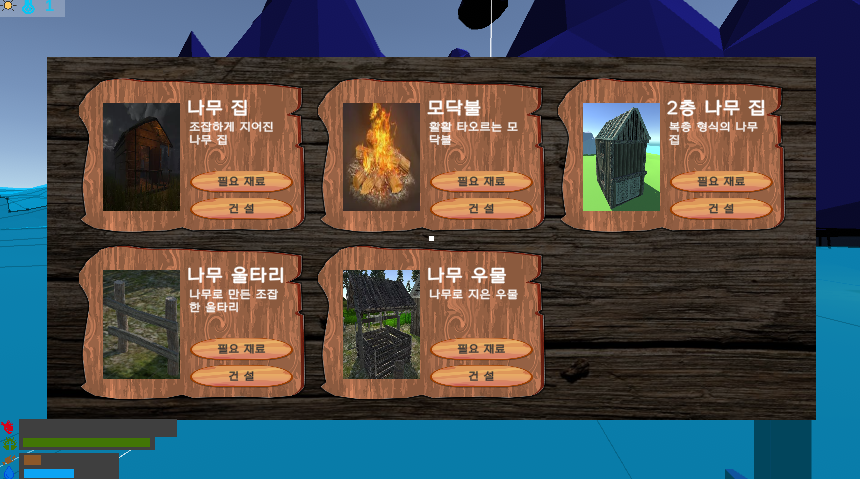 1
나무 집
조잡하게 지어진
나무 집
필요 재료
건 설
모닥불
활활 타오르는 모
닥불
필요 재료
건 설
2층 나무 집
복층 형식의 나무
집
필요 재료
건 설
나무 울타리
나무로 만든 조잡
한 울타리
필요 재료
건 설
나무 우물
나무로 지은 우물
필요 재료
건 설